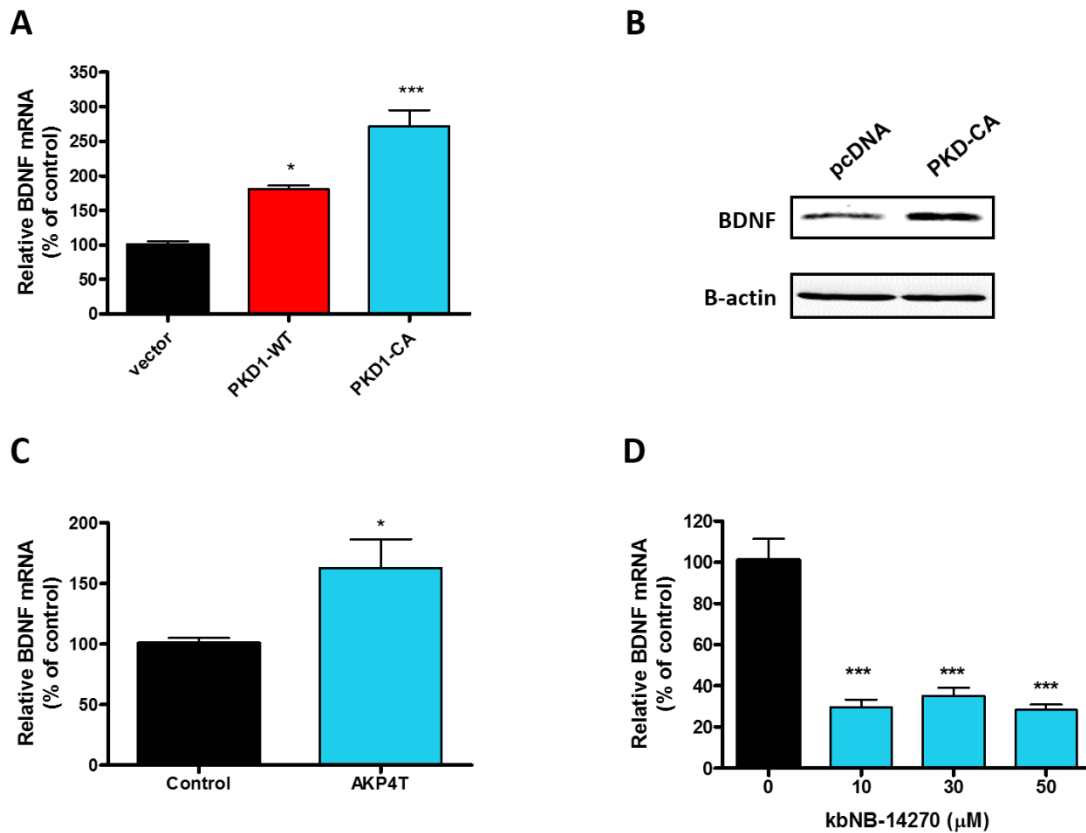 A
Relative BDNF mRNA
(% of control)
350
300
250
200
150
100
50
0
*
***
vector
PKD1-WT
PKD1-CA
B
pcDNA
PKD-CA
BDNF
B-actin
C
Relative BDNF mRNA
(% of control)
200
150
100
50
0
*
Control
AKP4T
D
Relative BDNF mRNA
(% of control)
120
100
80
60
40
20
0
***
***
***
0
10
30
50
kbNB-14270 (μM)